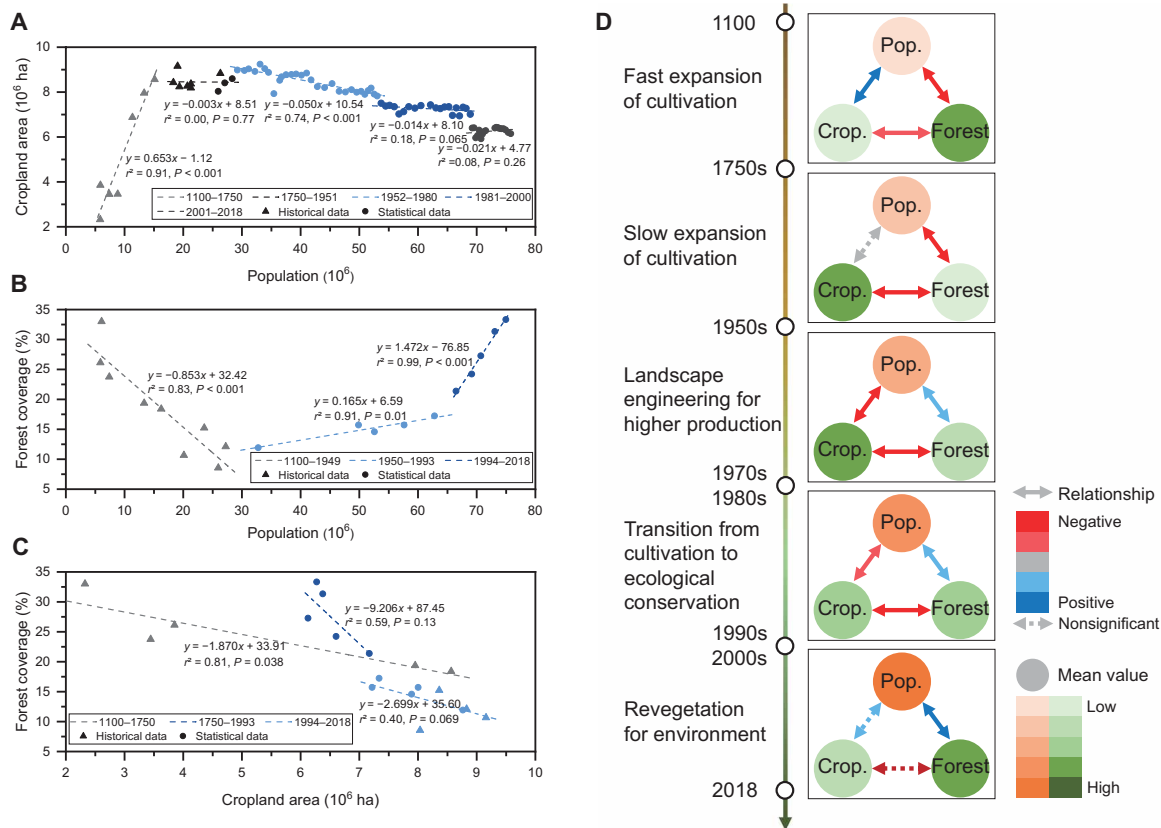 A
Cropland area (10⁶ ha)
10
8
6
4
2
y = −0.003x + 8.51
r² = 0.00, P = 0.77
y = −0.050x + 10.54
r² = 0.74, P < 0.001
y = −0.014x + 8.10
r² = 0.18, P = 0.065
y = −0.021x + 4.77
r² =0.08, P = 0.26
y = 0.653x − 1.12
r² = 0.91, P < 0.001
1100–1750 1750–1951 1952–1980 1981–2000
2001–2018 Historical data Statistical data
0 10 20 30 40 50 60 70 80
Population (10⁶)
B
Forest coverage (%)
35
30
25
20
15
10
5
y = −0.853x + 32.42
r² = 0.83, P < 0.001
y = 1.472x − 76.85
r² = 0.99, P < 0.001
y = 0.165x + 6.59
r² = 0.91, P = 0.01
1100–1949 1950–1993 1994–2018
Historical data Statistical data
0 10 20 30 40 50 60 70 80
Population (10⁶)
C
Forest coverage (%)
35
30
25
20
15
10
5
y = −9.206x + 87.45
r² = 0.59, P = 0.13
y = −1.870x + 33.91
r² = 0.81, P = 0.038
y = −2.699x + 35.60
r² = 0.40, P = 0.069
1100–1750 1750–1993 1994–2018
Historical data Statistical data
2 3 4 5 6 7 8 9 10
Cropland area (10⁶ ha)
D
1100
Fast expansion
of cultivation
Pop.
Crop. Forest
1750s
Slow expansion
of cultivation
Pop.
Crop. Forest
1950s
Landscape
engineering for
higher production
Pop.
Crop. Forest
1970s
1980s
Transition from
cultivation to
ecological
conservation
Pop.
Crop. Forest
1990s
2000s
Revegetation
for environment
Pop.
Crop. Forest
2018
Relationship
Negative
Positive
Nonsignificant
Mean value
Low
High